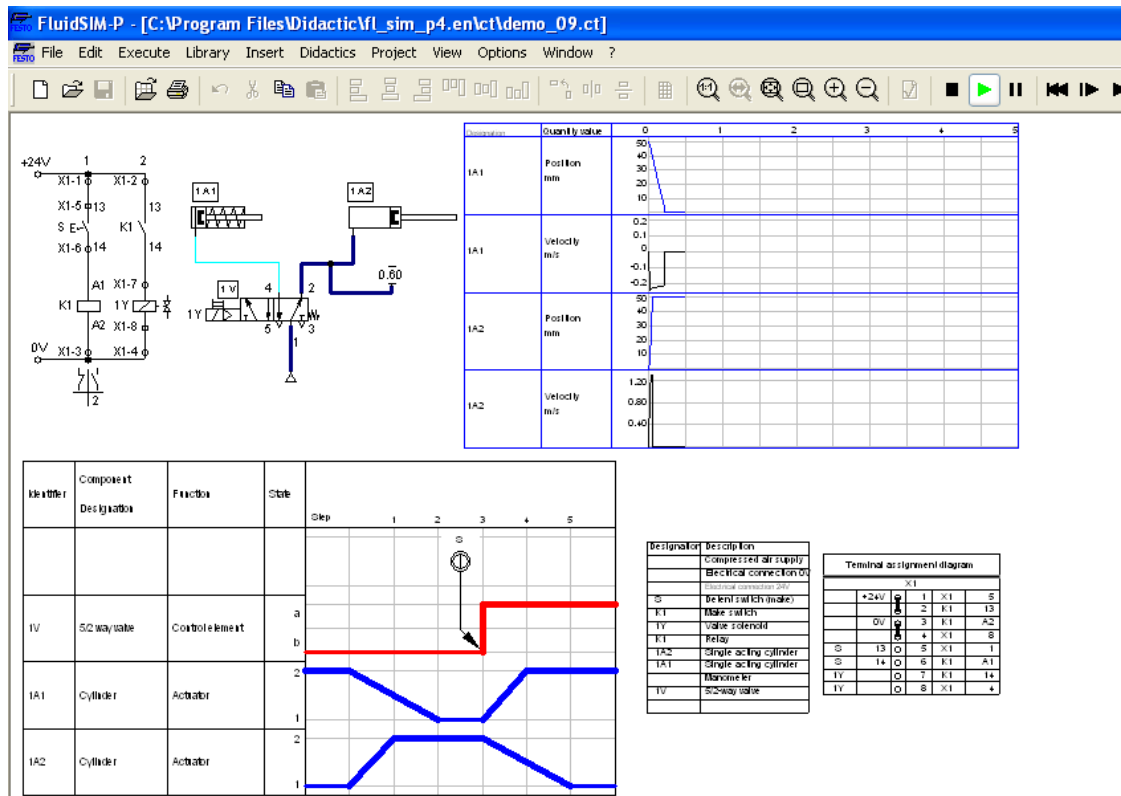 FluidSIM-P - [C:\Program Files\Didactic\fl_sim_p4.en\ct\demo_09.ct]
FESTO File Edit Execute Library Insert Didactics Project View Options Window ?
1 2
+24V
X1-1 X1-2
X1-5 13 13
S E K1
X1-6 14 14
A1 X1-7
K1 1Y
A2 X1-8
0V X1-3 X1-4
2
1A1 1A2
0.60
1V 4 2
1Y
5 3
1
Designation Quantity value 0 1 2 3 4 5
1A1 Position mm 50 40 30 20 10
1A1 Velocity m/s 0.2 0.1 0 -0.1 -0.2
1A2 Position mm 50 40 30 20 10
1A2 Velocity m/s 1.20 0.80 0.40
Identifier Component Designation Function State Step 1 2 3 4 5
S
1V 5/2 way valve Control element a b
1A1 Cylinder Actuator 2 1
1A2 Cylinder Actuator 2 1
Designation Description
Compressed air supply
Electrical connection 0V
Electrical connection 24V
S Detent switch (make)
K1 Make switch
1Y Valve solenoid
K1 Relay
1A2 Single acting cylinder
1A1 Single acting cylinder
Manometer
1V 5/2-way valve
Terminal assignment diagram
X1
+24V 1 X1 5
2 K1 13
0V 3 K1 A2
4 X1 8
S 13 5 X1 1
S 14 6 K1 A1
1Y 7 K1 14
1Y 8 X1 4